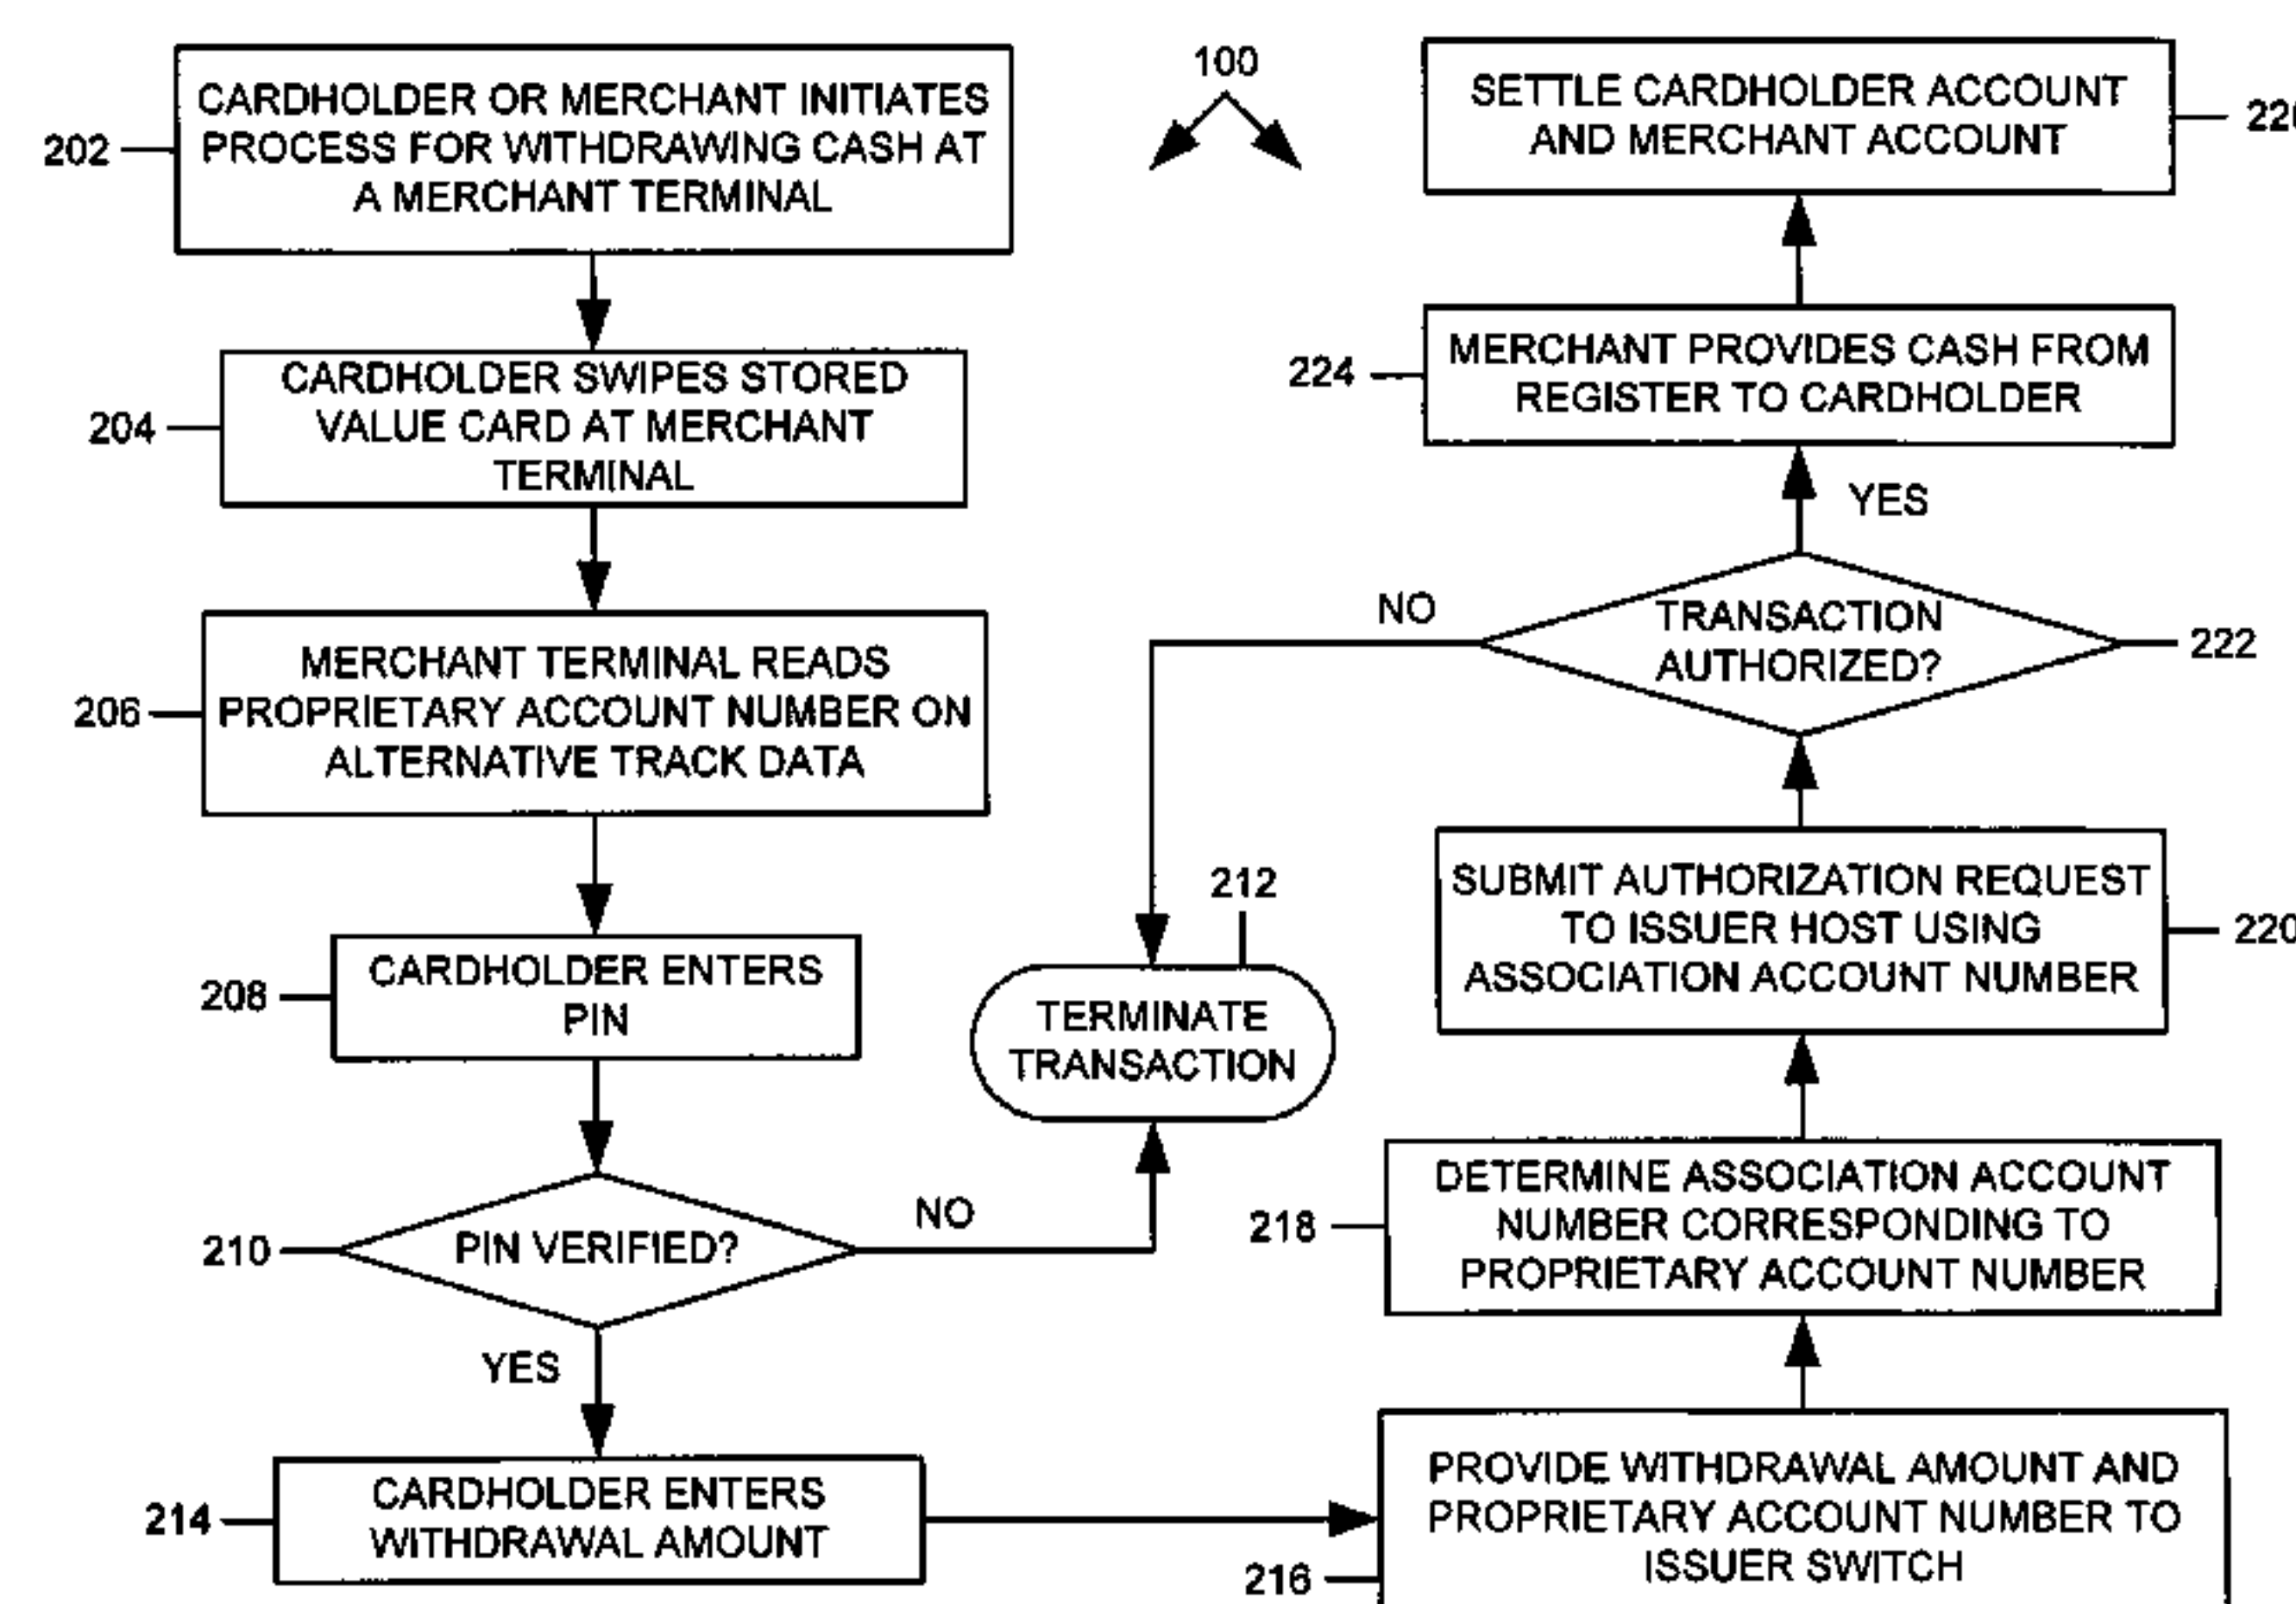 202
CARDHOLDER OR MERCHANT INITIATES
PROCESS FOR WITHDRAWING CASH AT
A MERCHANT TERMINAL
204
CARDHOLDER SWIPES STORED
VALUE CARD AT MERCHANT
TERMINAL
206
MERCHANT TERMINAL READS
PROPRIETARY ACCOUNT NUMBER ON
ALTERNATIVE TRACK DATA
208
CARDHOLDER ENTERS
PIN
210
PIN VERIFIED?
NO
YES
212
TERMINATE
TRANSACTION
214
CARDHOLDER ENTERS
WITHDRAWAL AMOUNT
216
PROVIDE WITHDRAWAL AMOUNT AND
PROPRIETARY ACCOUNT NUMBER TO
ISSUER SWITCH
218
DETERMINE ASSOCIATION ACCOUNT
NUMBER CORRESPONDING TO
PROPRIETARY ACCOUNT NUMBER
SUBMIT AUTHORIZATION REQUEST
TO ISSUER HOST USING
ASSOCIATION ACCOUNT NUMBER
220
TRANSACTION
AUTHORIZED?
222
NO
YES
224
MERCHANT PROVIDES CASH FROM
REGISTER TO CARDHOLDER
SETTLE CARDHOLDER ACCOUNT
AND MERCHANT ACCOUNT
100